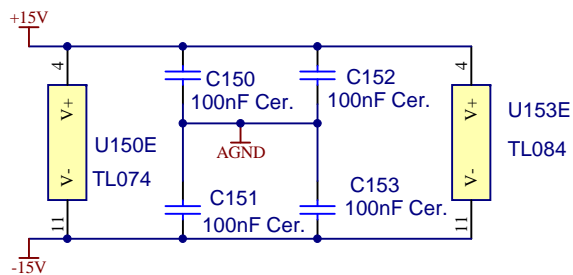 +15V
4
4
C150
C152
100nF Cer.
100nF Cer.
V+
V+
U153E
U150E
AGND
TL084
TL074
V-
V-
C151
C153
100nF Cer.
100nF Cer.
11
11
-15V